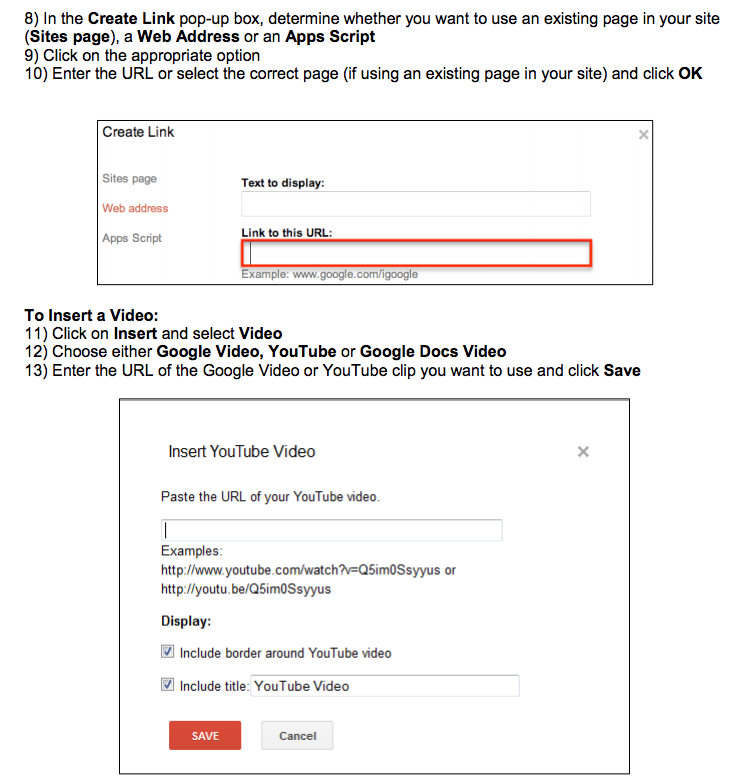 8) In the Create Link pop-up box, determine whether you want to use an existing page in your site
(Sites page), a Web Address or an Apps Script
9) Click on the appropriate option
10) Enter the URL or select the correct page (if using an existing page in your site) and click OK
Create Link
Sites page
Text to display:
Web address
Link to this URL:
Apps Script
Example: www.google.com/igoogle
To Insert a Video:
11) Click on Insert and select Video
12) Choose either Google Video, YouTube or Google Docs Video
13) Enter the URL of the Google Video or YouTube clip you want to use and click Save
Insert YouTube Video
Paste the URL of your YouTube video.
Examples:
http://www.youtube.com/watch?v=Q5im0Ssyyus or
http://youtu.be/Q5im0Ssyyus
Display:
Include border around YouTube video
Include title: YouTube Video
SAVE Cancel